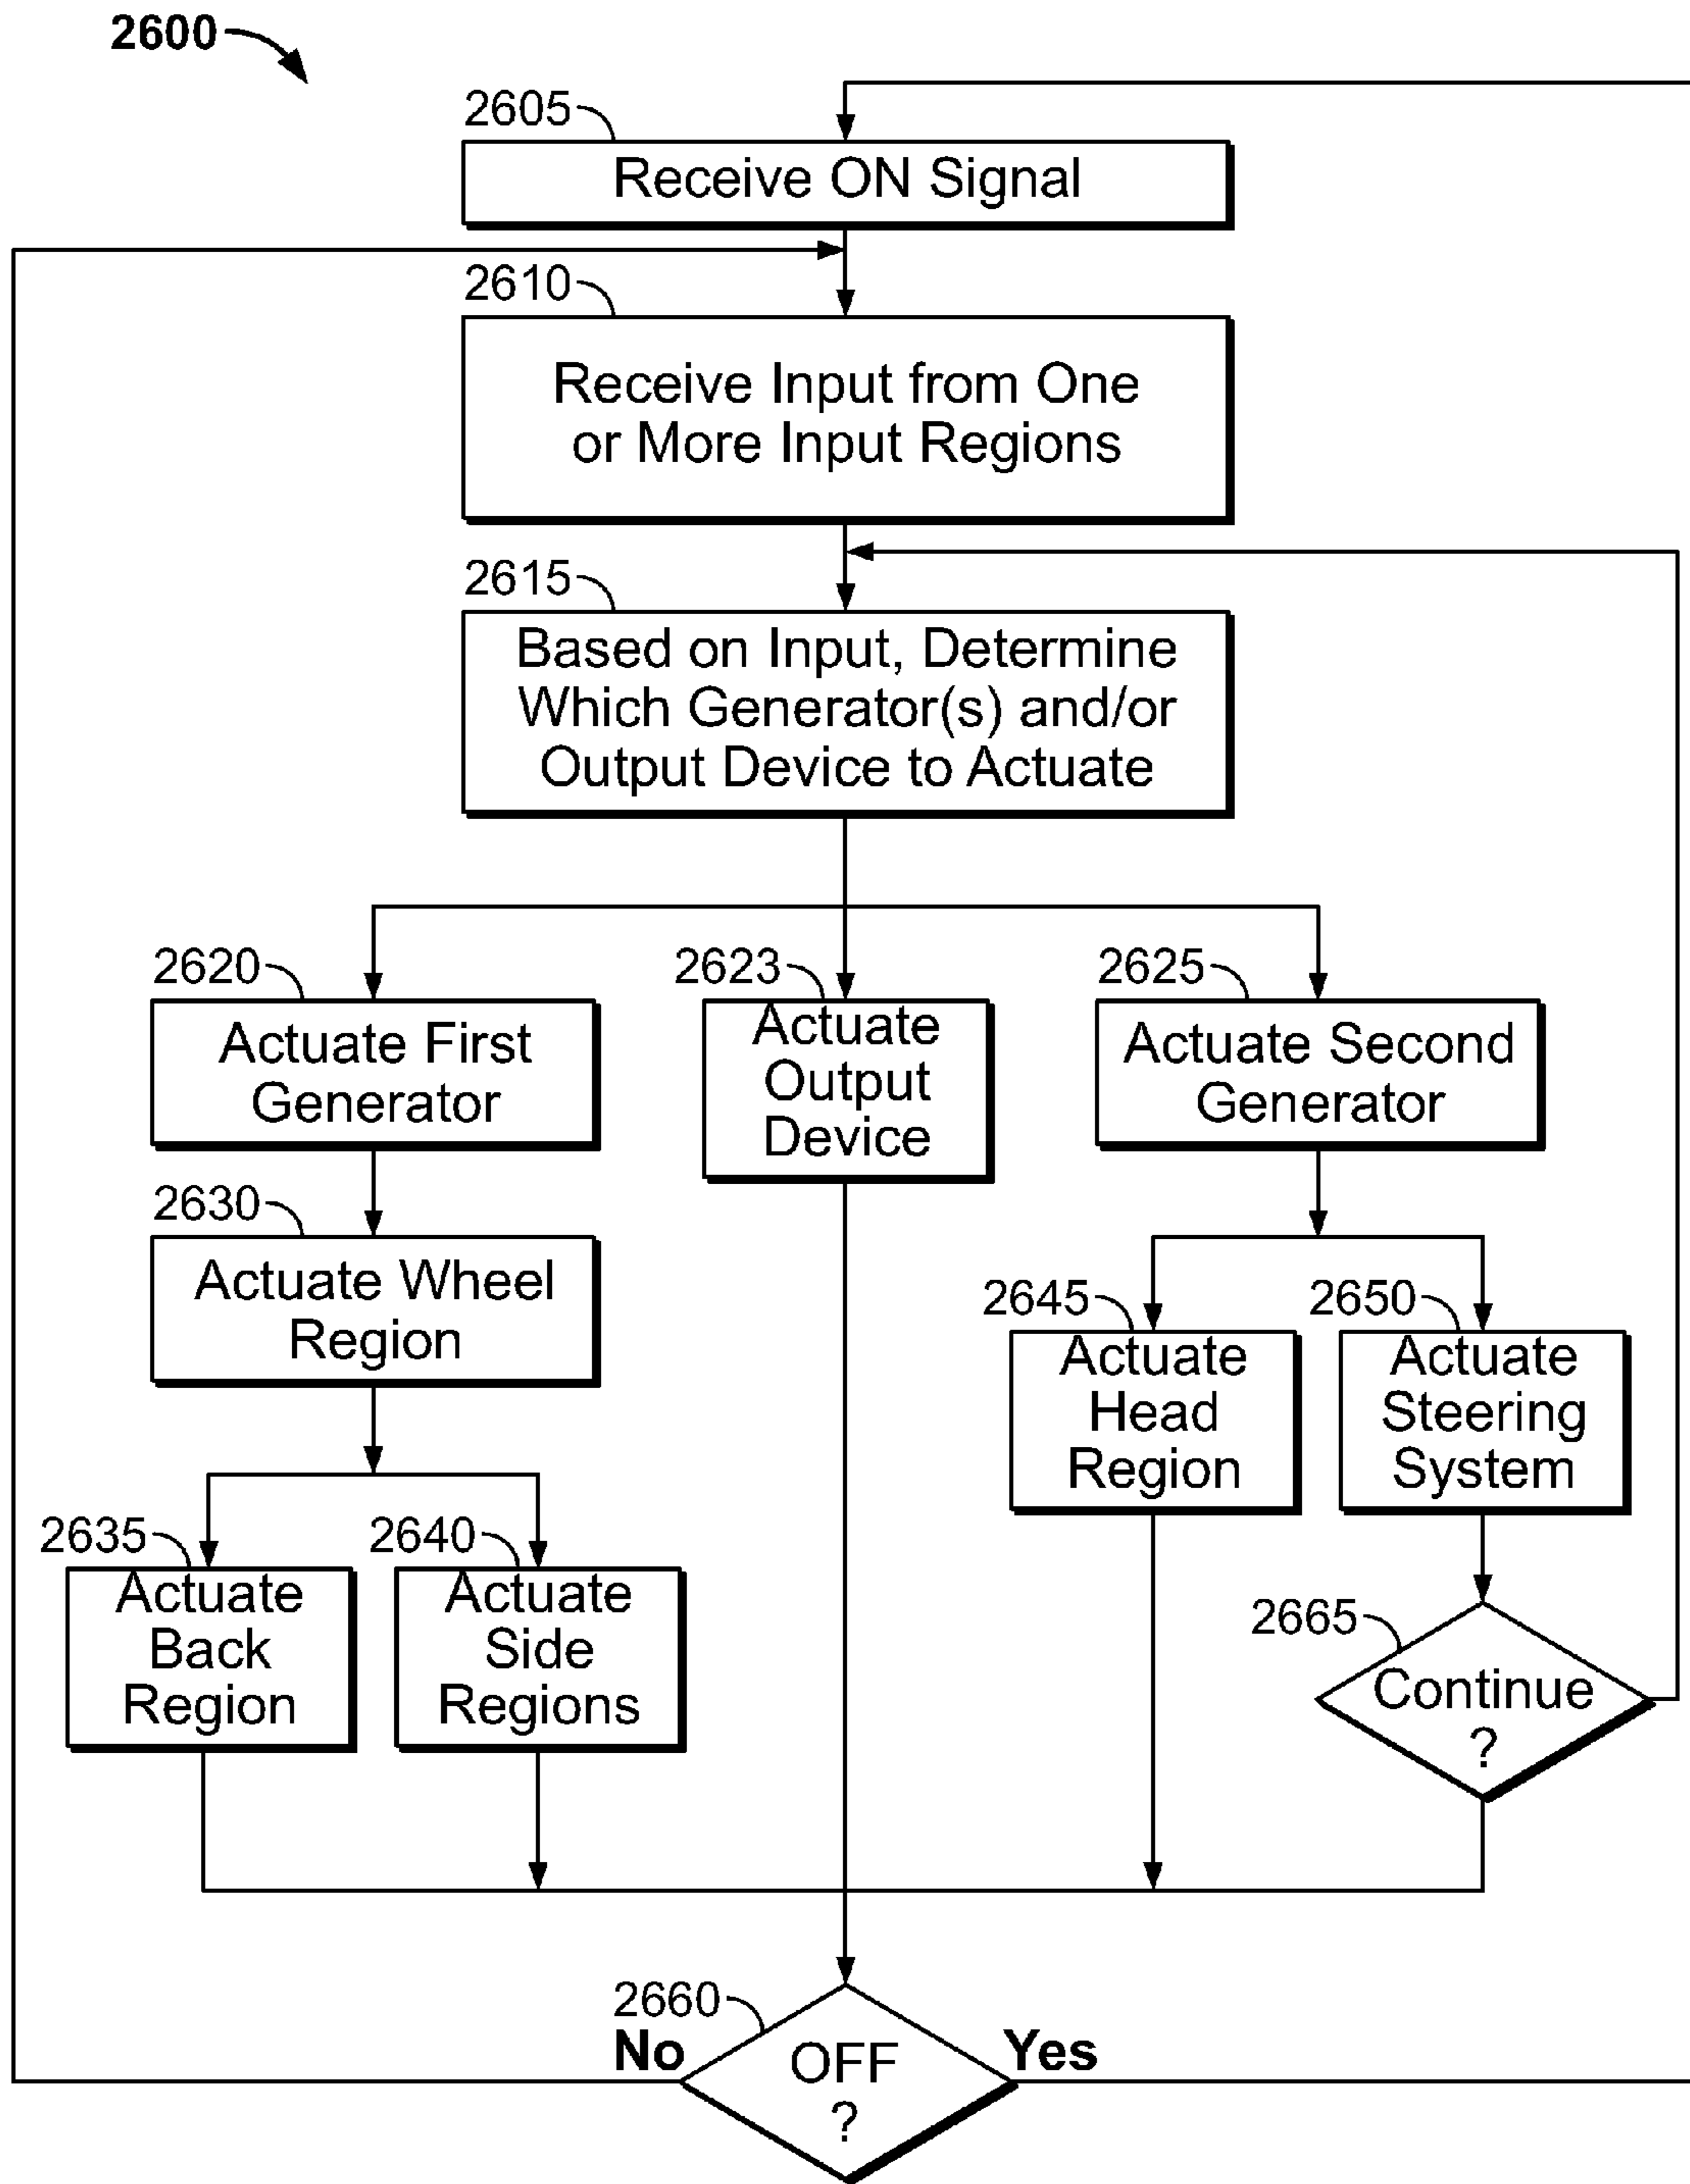 2600
2605
Receive ON Signal
2610
Receive Input from One
or More Input Regions
2615
Based on Input, Determine
Which Generator(s) and/or
Output Device to Actuate
2620
Actuate First
Generator
2623
Actuate
Output
Device
2625
Actuate Second
Generator
2630
Actuate Wheel
Region
2645
Actuate
Head
Region
2650
Actuate
Steering
System
2635
Actuate
Back
Region
2640
Actuate
Side
Regions
2665
Continue
?
2660
No
OFF
?
Yes